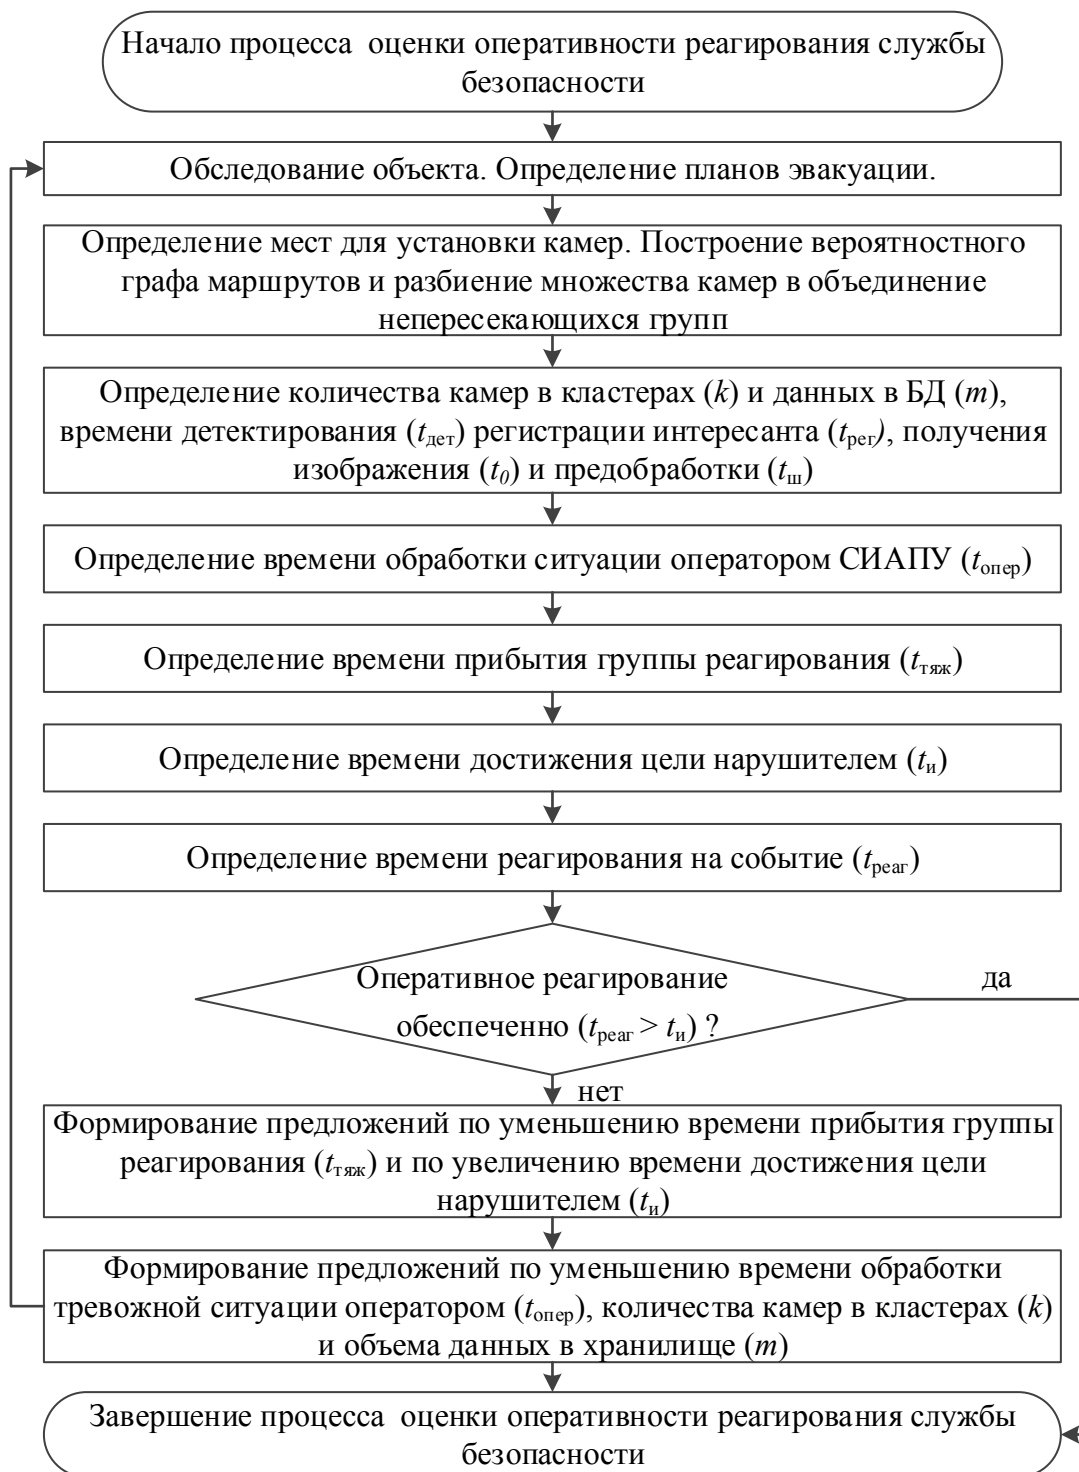 Начало процесса  оценки оперативности реагирования службы
безопасности
Обследование объекта. Определение планов эвакуации.
Определение мест для установки камер. Построение вероятностного
графа маршрутов и разбиение множества камер в объединение
непересекающихся групп
Определение количества камер в кластерах (k) и данных в БД (m),
времени детектирования (tдет) регистрации интересанта (tрег), получения
изображения (t0) и предобработки (tш)
Определение времени обработки ситуации оператором СИАПУ (tопер)
Определение времени прибытия группы реагирования (tтяж)
Определение времени достижения цели нарушителем (tи)
Определение времени реагирования на событие (tреаг)
Оперативное реагирование
да
обеспеченно (tреаг > tи) ?
нет
Формирование предложений по уменьшению времени прибытия группы
реагирования (tтяж) и по увеличению времени достижения цели
нарушителем (tи)
Формирование предложений по уменьшению времени обработки
тревожной ситуации оператором (tопер), количества камер в кластерах (k)
и объема данных в хранилище (m)
Завершение процесса  оценки оперативности реагирования службы
безопасности